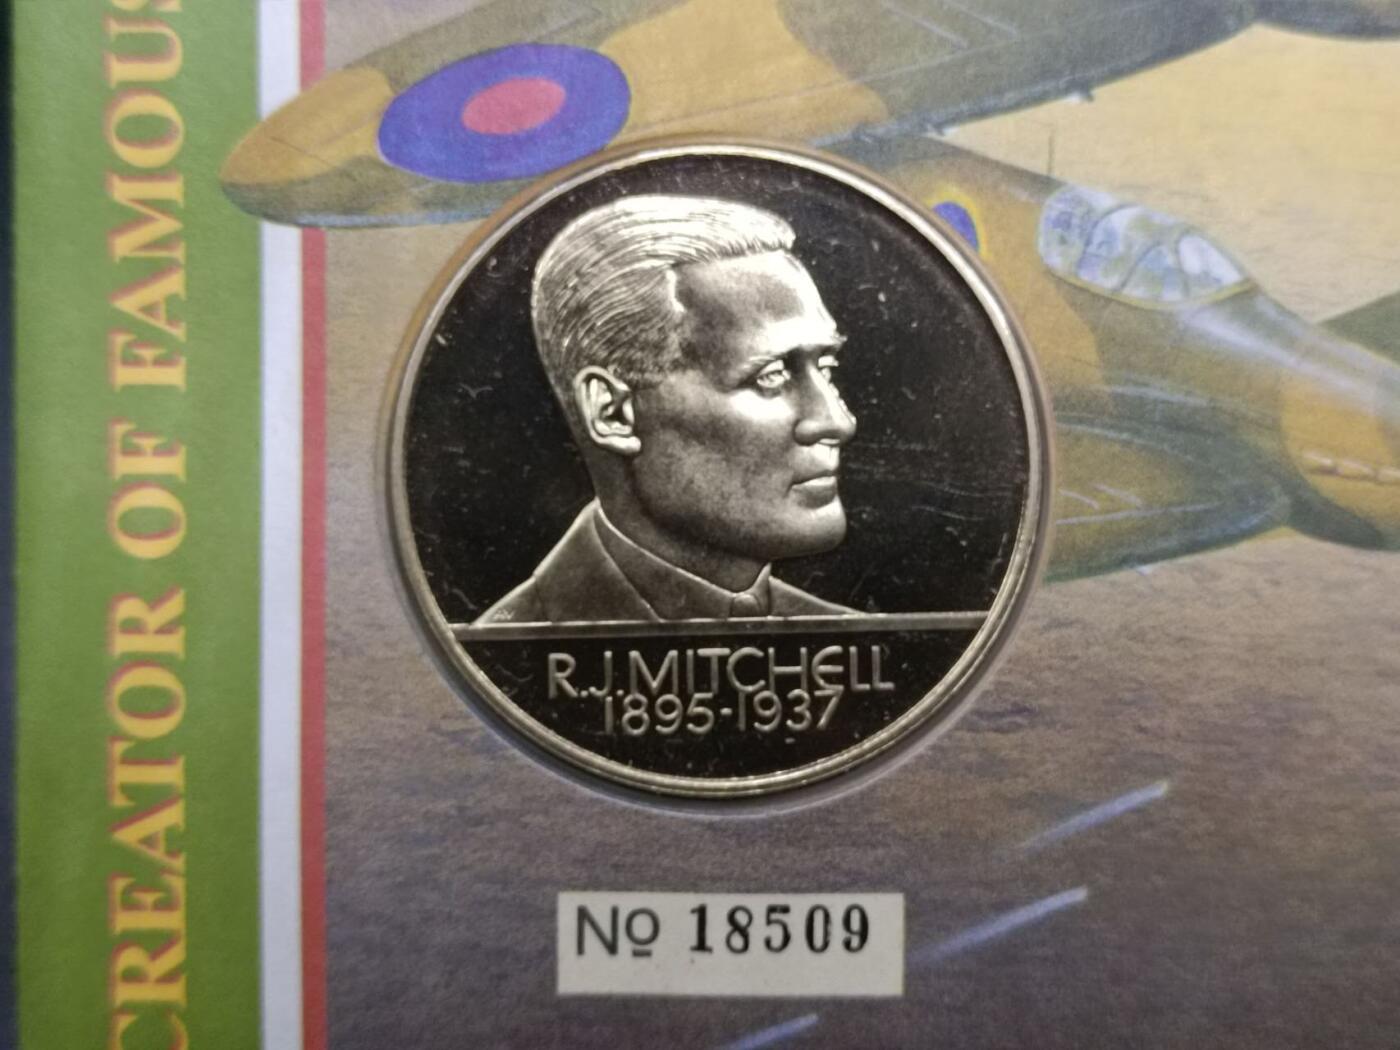 CREATOR OF FAMOUS
R.J. MITCHELL
1895-1937
No 18509